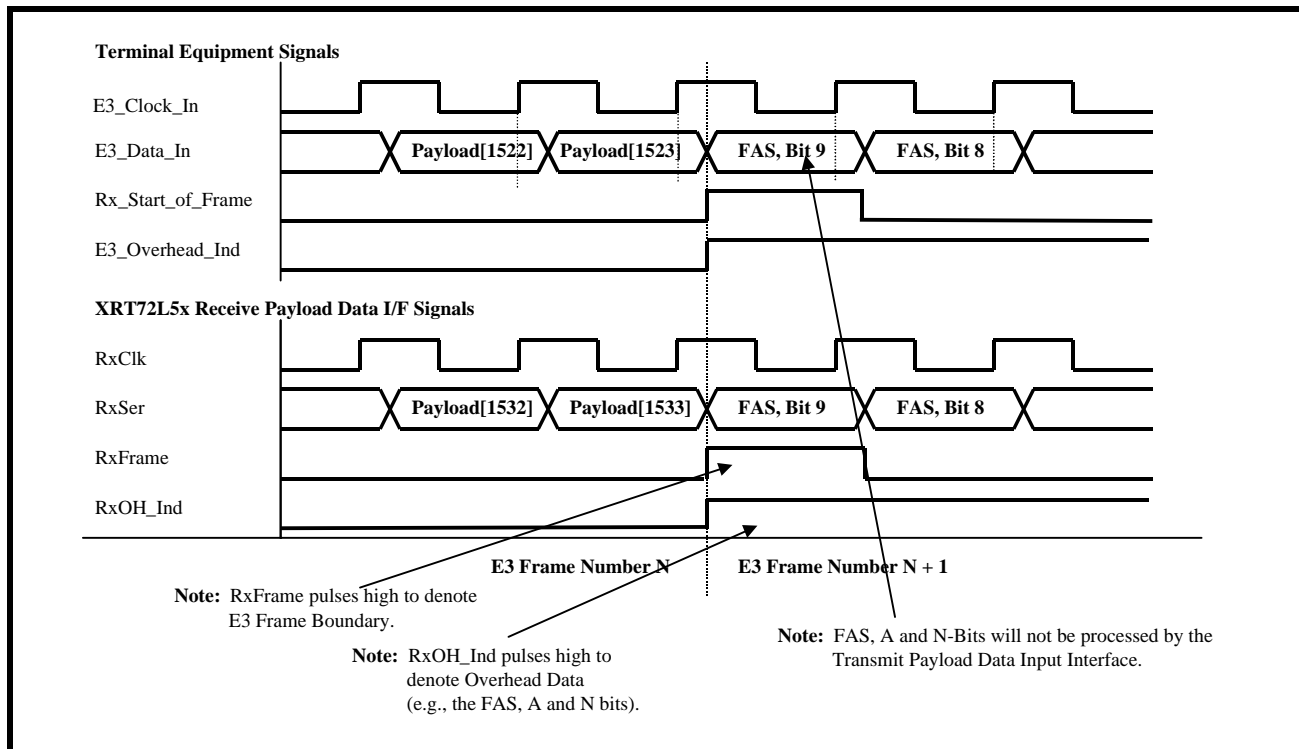 Terminal Equipment Signals
E3_Clock_In
E3_Data_In
Payload[1522] Payload[1523] FAS, Bit 9 FAS, Bit 8
Rx_Start_of_Frame
E3_Overhead_Ind
XRT72L5x Receive Payload Data I/F Signals
RxClk
RxSer
Payload[1532] Payload[1533] FAS, Bit 9 FAS, Bit 8
RxFrame
RxOH_Ind
E3 Frame Number N E3 Frame Number N + 1
Note: RxFrame pulses high to denote
E3 Frame Boundary.
Note: FAS, A and N-Bits will not be processed by the
Transmit Payload Data Input Interface.
Note: RxOH_Ind pulses high to
denote Overhead Data
(e.g., the FAS, A and N bits).